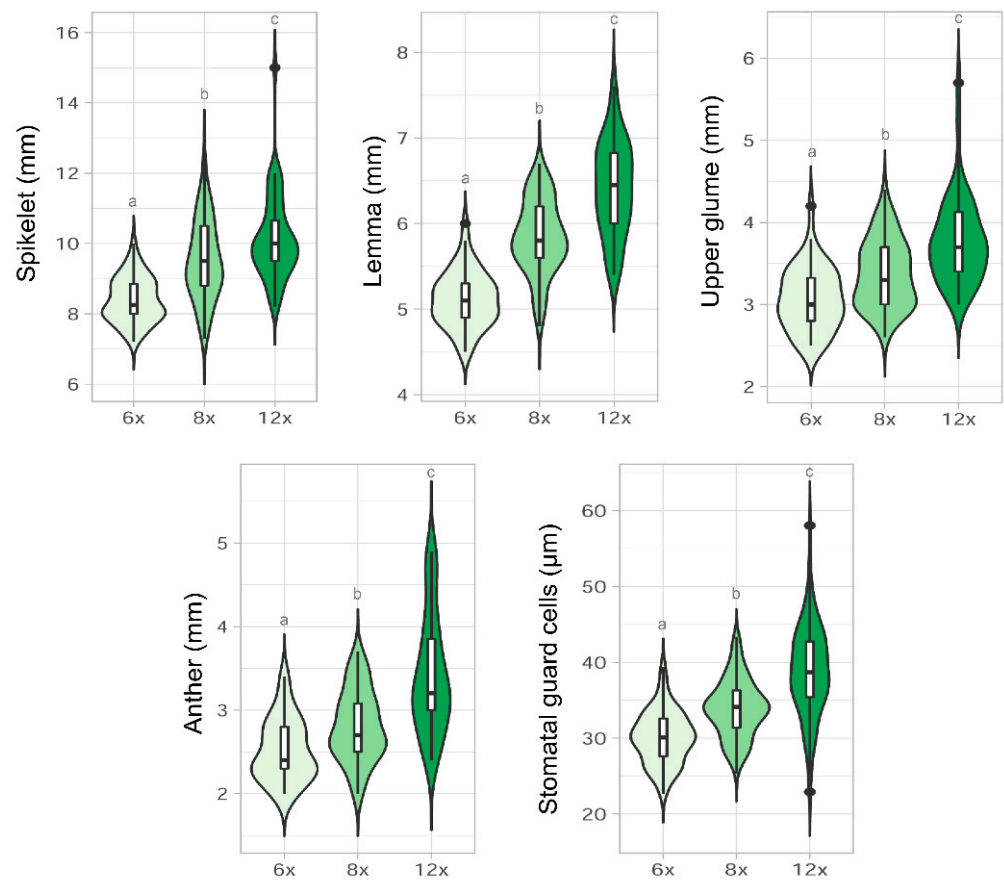 Spikelet (mm)
16
14
12
10
8
6
a
b
c
6x
8x
12x
Lemma (mm)
8
7
6
5
4
a
b
c
6x
8x
12x
Upper glume (mm)
6
5
4
3
2
a
b
c
6x
8x
12x
Anther (mm)
5
4
3
2
a
b
c
6x
8x
12x
Stomatal guard cells (µm)
60
50
40
30
20
a
b
c
6x
8x
12x